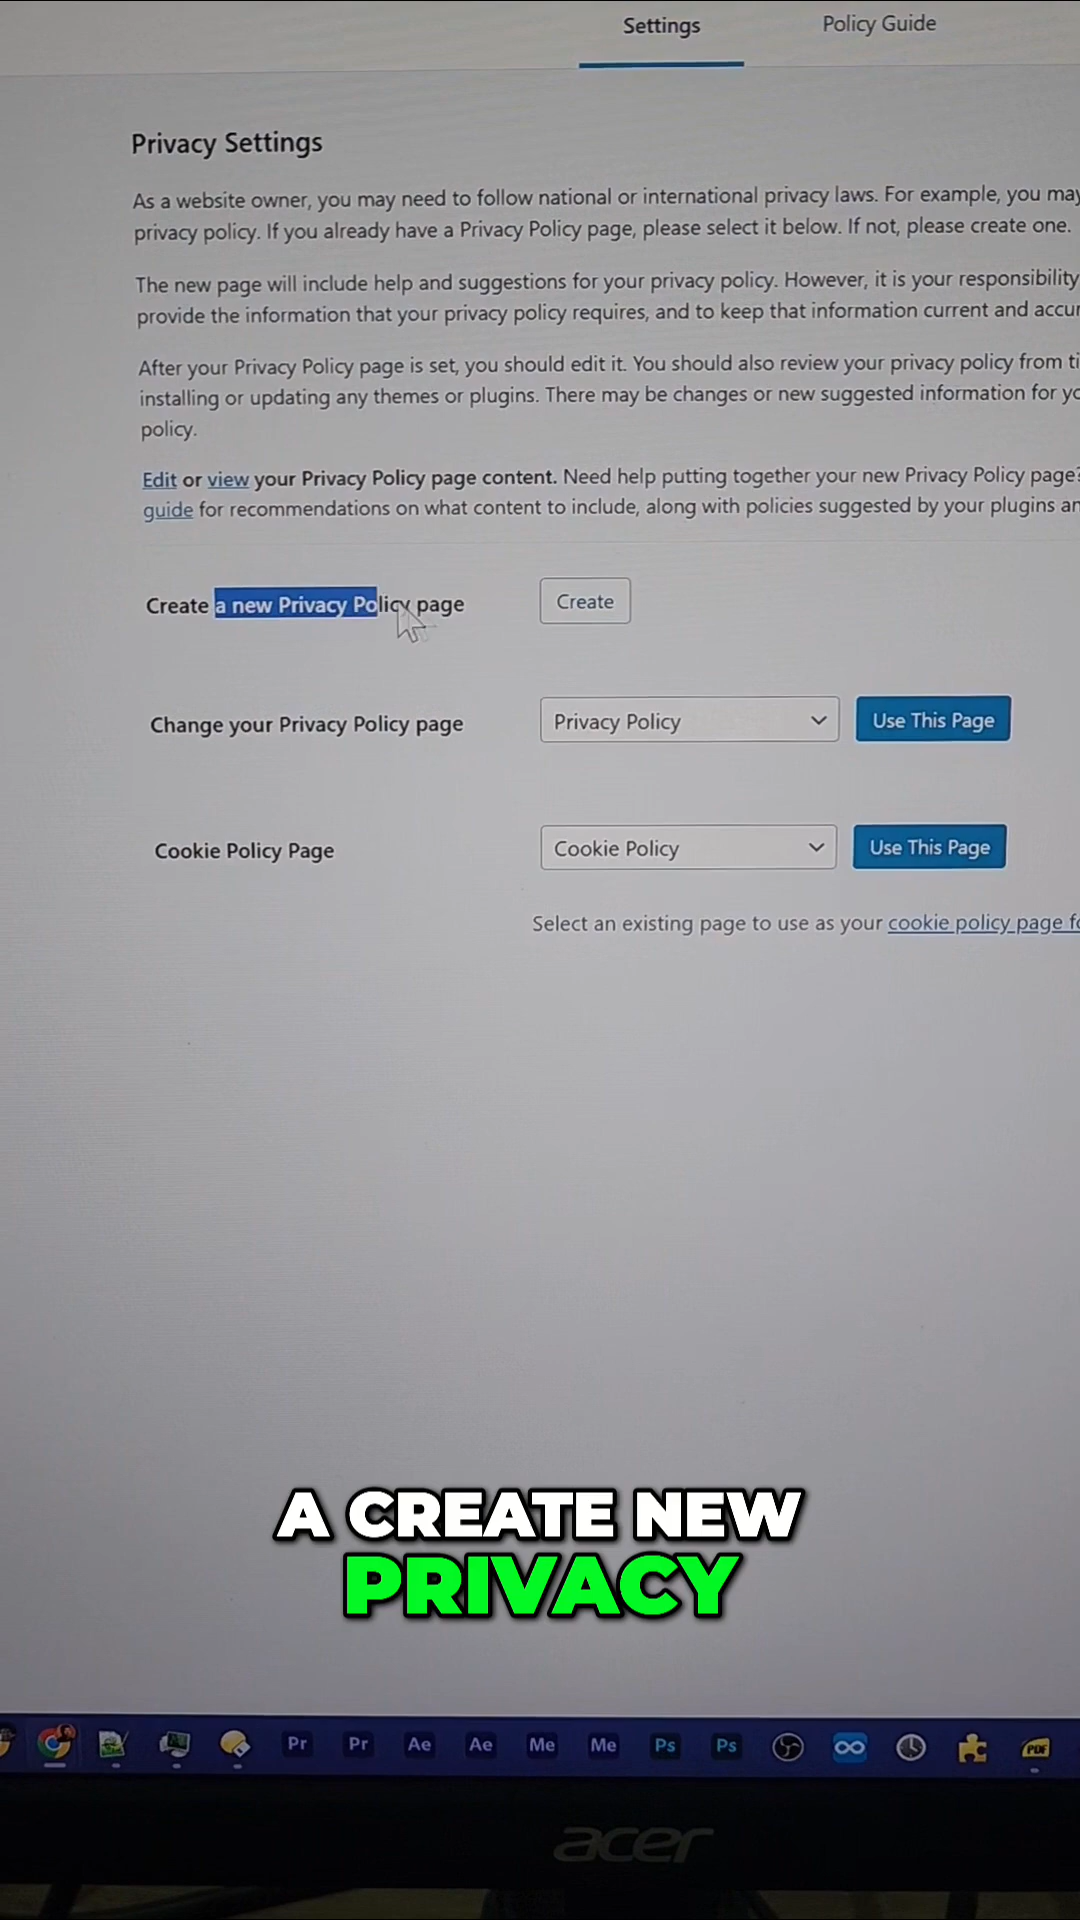 Settings
Policy Guide
Privacy Settings
As a website owner, you may need to follow national or international privacy laws. For example, you may
privacy policy. If you already have a Privacy Policy page, please select it below. If not, please create one.
The new page will include help and suggestions for your privacy policy. However, it is your responsibility
provide the information that your privacy policy requires, and to keep that information current and
After your Privacy Policy page is set, you should edit it. You should also review your privacy policy from
installing or updating any themes or plugins. There may be changes or new suggested information for
policy.
Edit or view your Privacy Policy page content. Need help putting together your new Privacy Policy page?
guide for recommendations on what content to include, along with policies suggested by your plugins
Create a new Privacy Policy page
Create
Change your Privacy Policy page
Privacy Policy
Use This Page
Cookie Policy Page
Cookie Policy
Use This Page
Select an existing page to use as your cookie policy page
A CREATE NEW
PRIVACY
Pr Pr Ae Ae Me Me Ps Ps PDF
acer